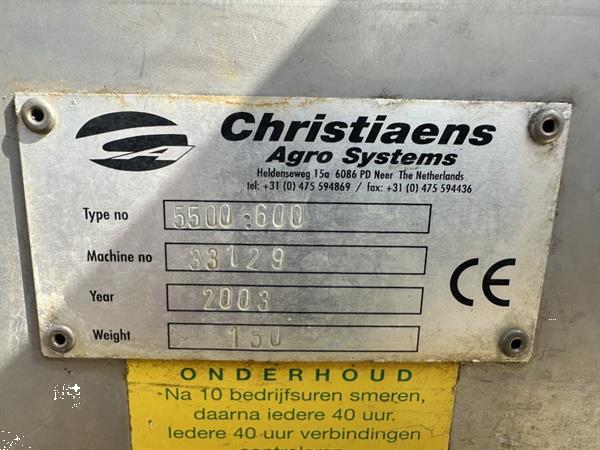 Christiaens
Agro Systems
Heldenseweg 15a 6086 PD Neer The Netherlands
tel: +31 (0) 475 594869 / fax: +31 (0) 475 594436
Type no 5500.600
Machine no 33129
Year 2003
Weight 150
CE
ONDERHOUD
-Na 10 bedrijfsuren smeren,
daarna iedere 40 uur.
Iedere 40 uur verbindingen
controleren